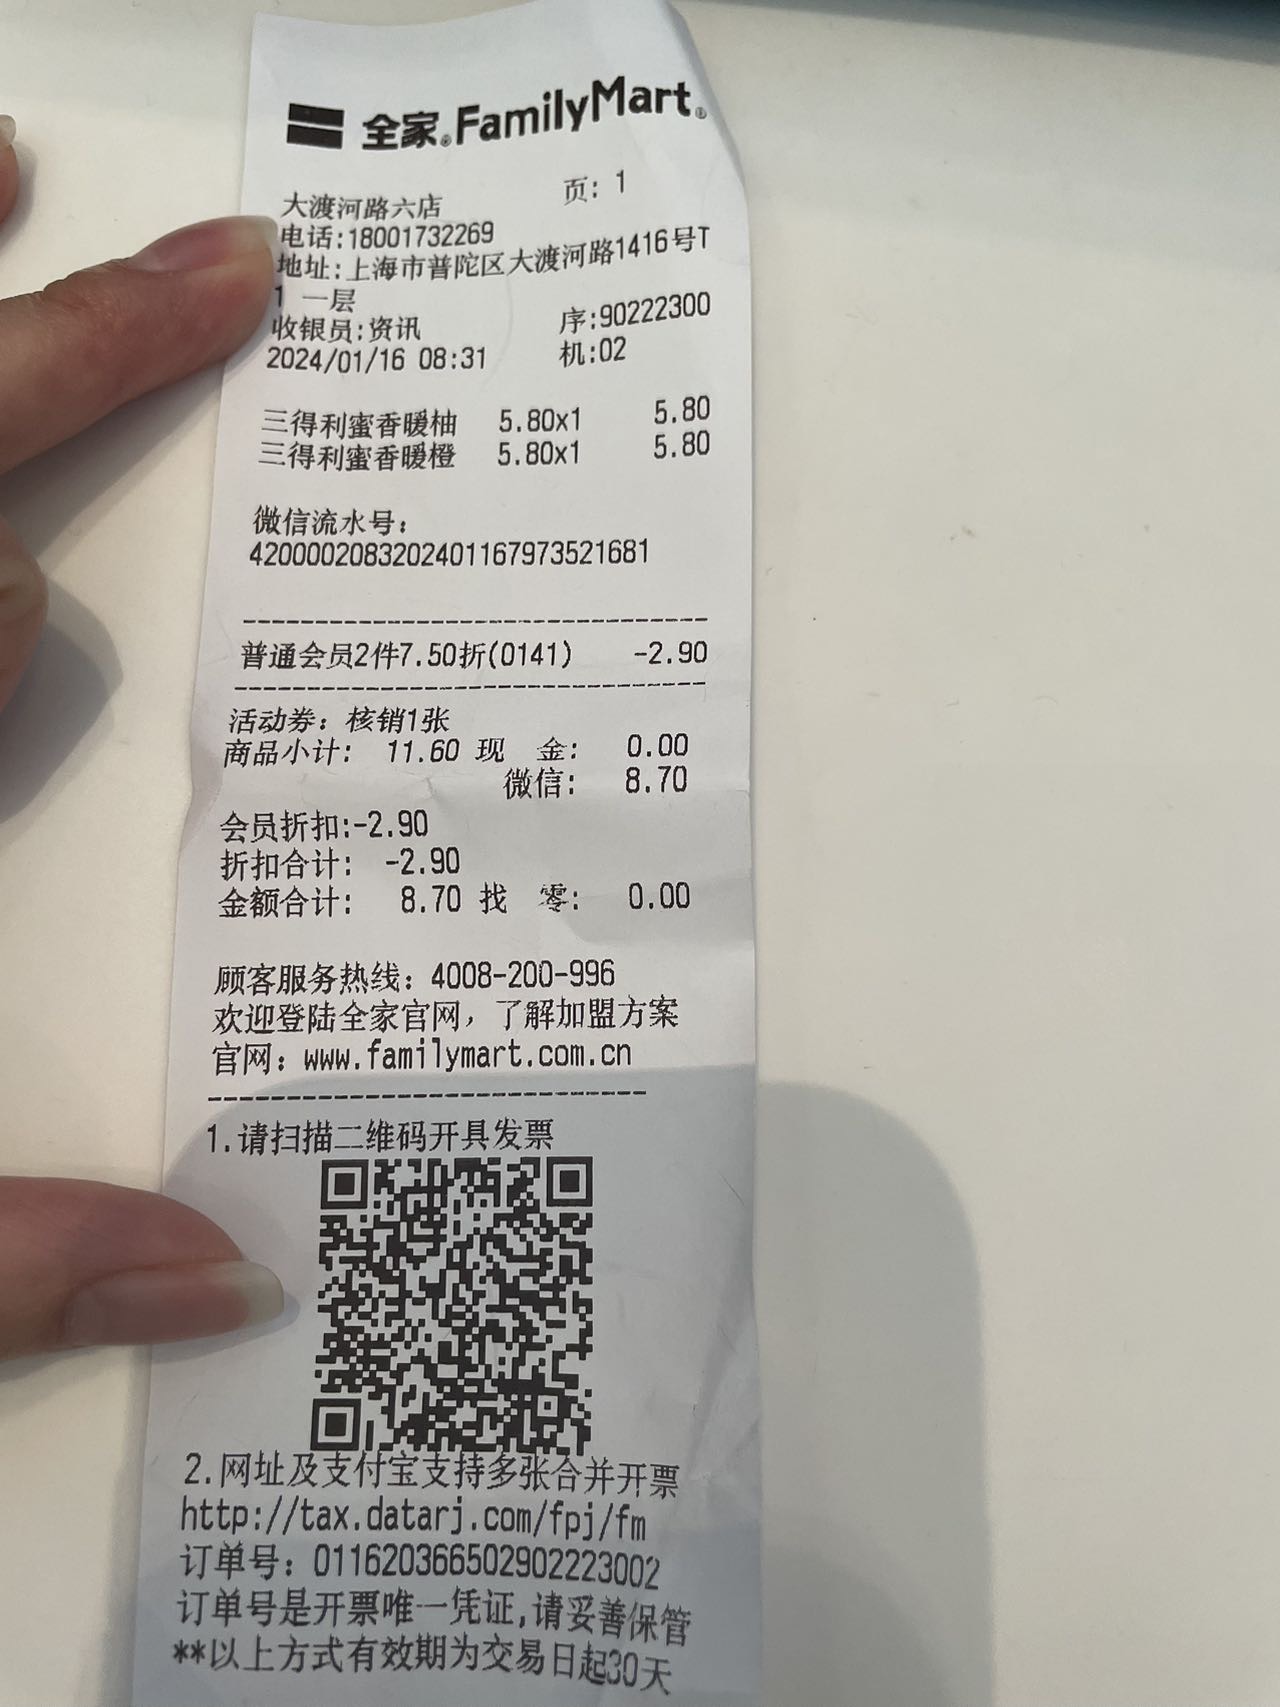 全家®FamilyMart®
页: 1
大渡河路六店
电话:18001732269
地址:上海市普陀区大渡河路1416号T
1 一层
收银员:资讯 序:90222300
2024/01/16 08:31 机:02
三得利蜜香暖柚 5.80x1 5.80
三得利蜜香暖橙 5.80x1 5.80
微信流水号:
4200002083202401167973521681
普通会员2件7.50折(0141) -2.90
活动券: 核销1张
商品小计: 11.60 现 金: 0.00
微信: 8.70
会员折扣:-2.90
折扣合计: -2.90
金额合计: 8.70 找 零: 0.00
顾客服务热线: 4008-200-996
欢迎登陆全家官网, 了解加盟方案
官网: www.familymart.com.cn
1.请扫描二维码开具发票
2.网址及支付宝支持多张合并开票
http://tax.datarj.com/fpj/fm
订单号: 011620366502902223002
订单号是开票唯一凭证,请妥善保管
**以上方式有效期为交易日起30天